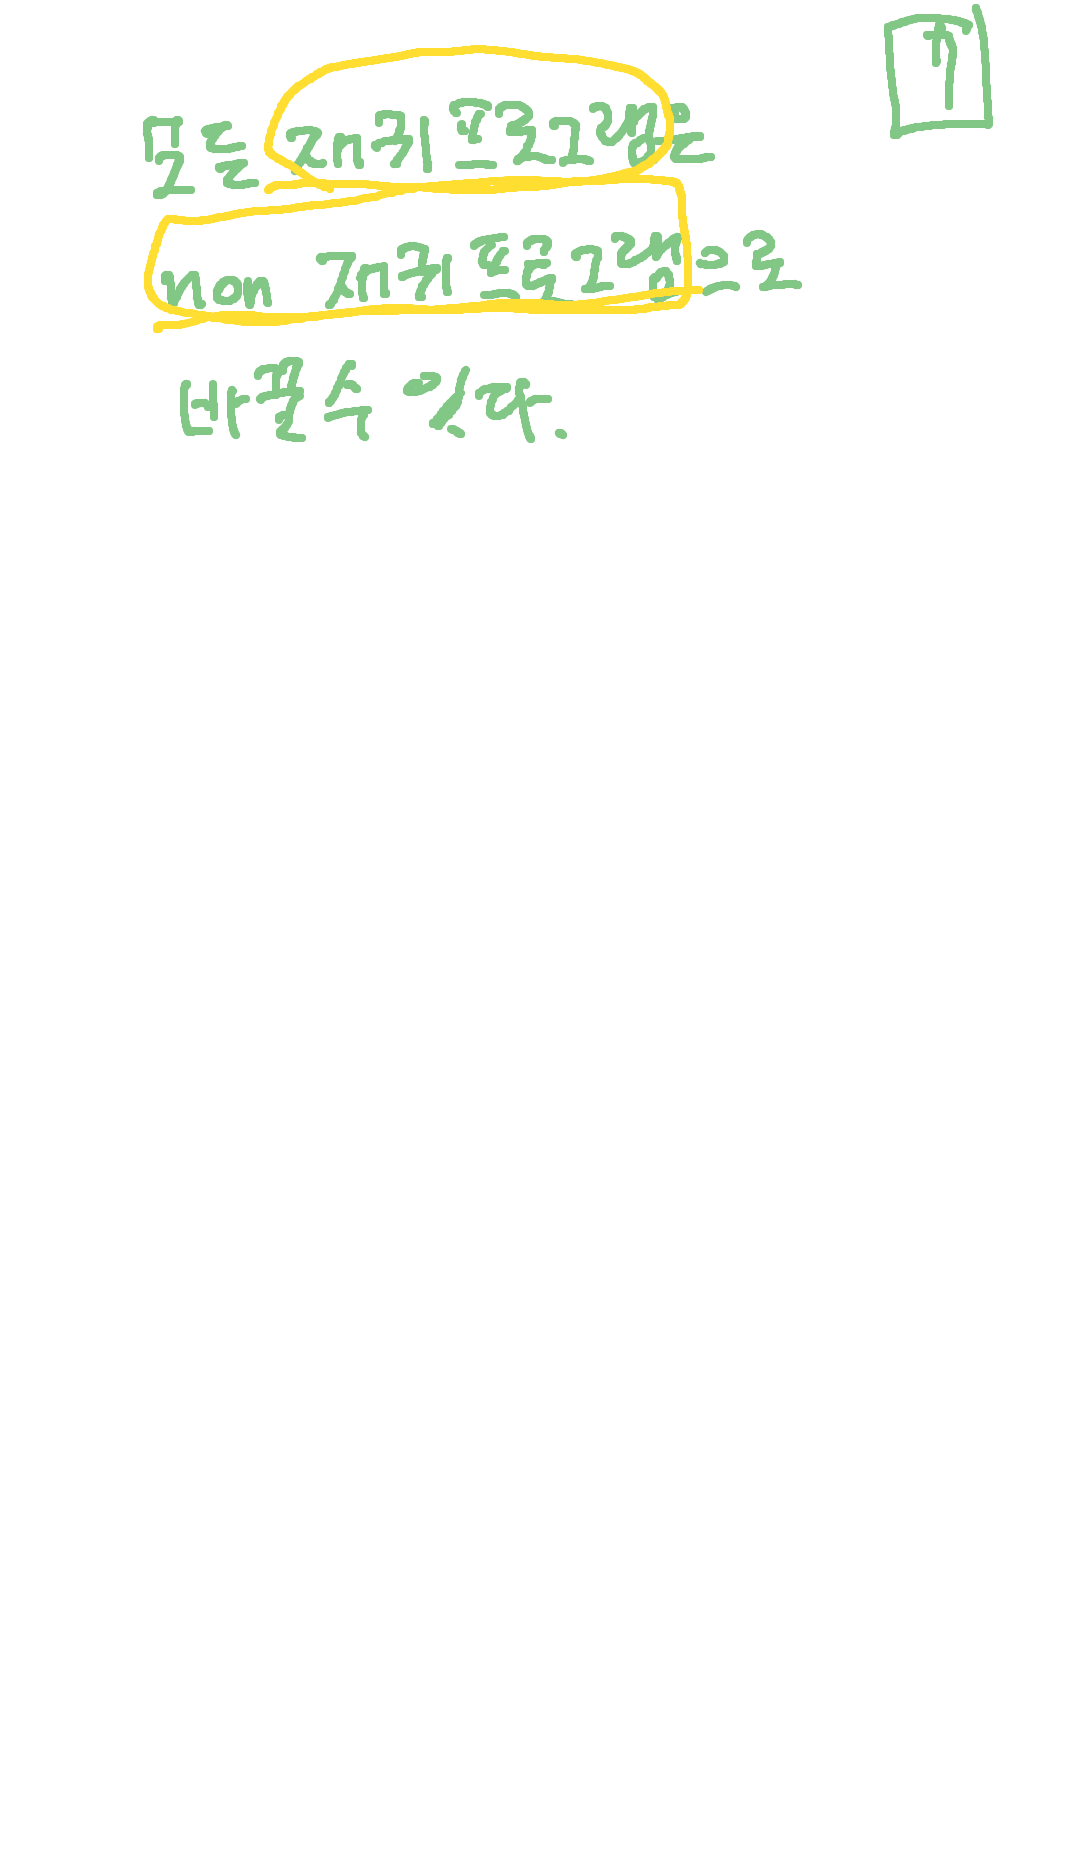 모든 재귀 프로그램은
non 재귀 프로그램으로
바꿀 수 있다.